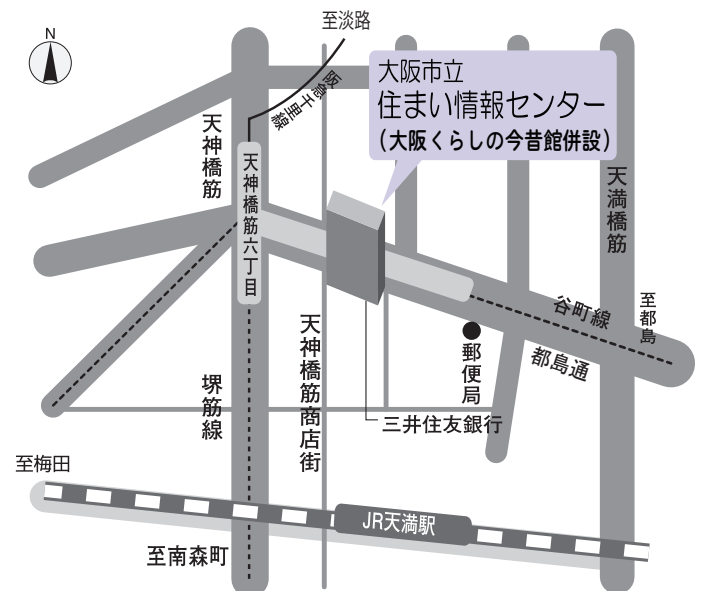 N
至淡路
阪急千里線
大阪市立
住まい情報センター
(大阪くらしの今昔館併設)
天神橋筋
天神橋筋六丁目
天満橋筋
谷町線
至都島
都島通
郵便局
天神橋筋商店街
堺筋線
三井住友銀行
至梅田
JR天満駅
至南森町